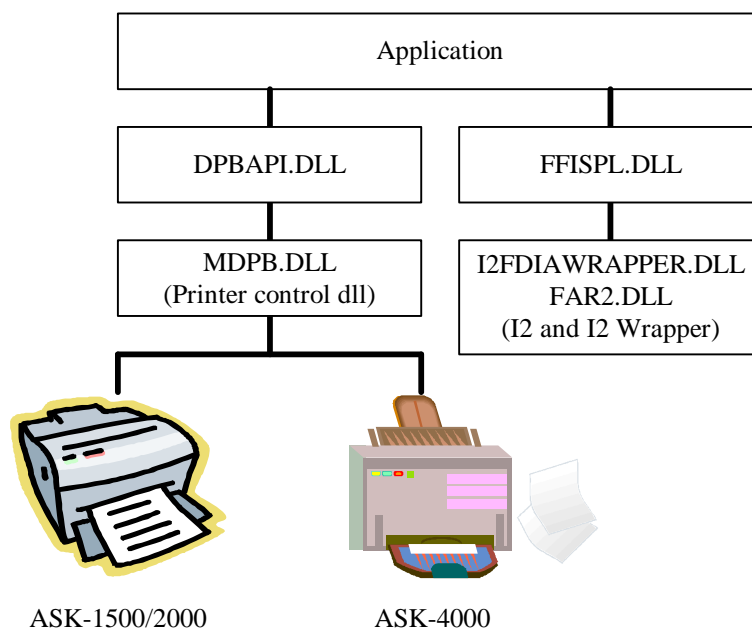 Application
DPBAPI.DLL
FFISPL.DLL
MDPB.DLL
(Printer control dll)
I2FDIAWRAPPER.DLL
FAR2.DLL
(I2 and I2 Wrapper)
ASK-1500/2000
ASK-4000